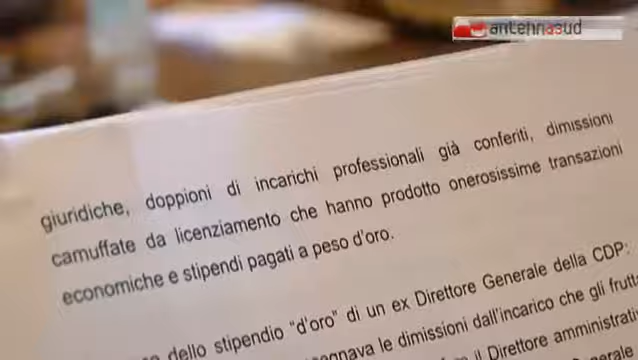 antennasud
giuridiche, doppioni di incarichi professionali già conferiti, dimissioni
camuffate da licenziamento che hanno prodotto onerosissime transazioni
economiche e stipendi pagati a peso d'oro.
dello stipendio "d'oro" di un ex Direttore Generale della CDP:
le dimissioni dall'incarico che gli
il Direttore